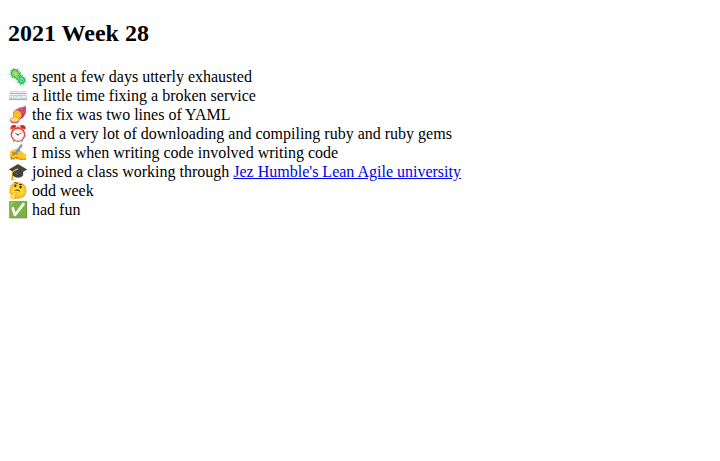 2021 Week 28
🦠 spent a few days utterly exhausted
⌨️ a little time fixing a broken service
🍠 the fix was two lines of YAML
⏰ and a very lot of downloading and compiling ruby and ruby gems
✍️ I miss when writing code involved writing code
🎓 joined a class working through Jez Humble's Lean Agile university
🤔 odd week
✅ had fun